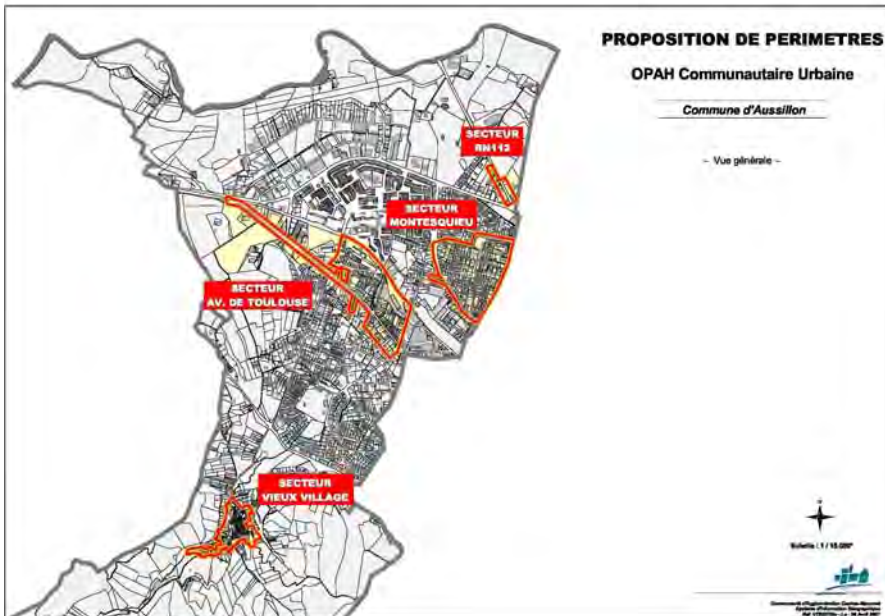 PROPOSITION DE PERIMETRES
OPAH Communautaire Urbaine
Commune d'Aussillon
- Vue générale -
SECTEUR
RN112
SECTEUR
MONTESQUIEU
SECTEUR
AV. DE TOULOUSE
SECTEUR
VIEUX VILLAGE